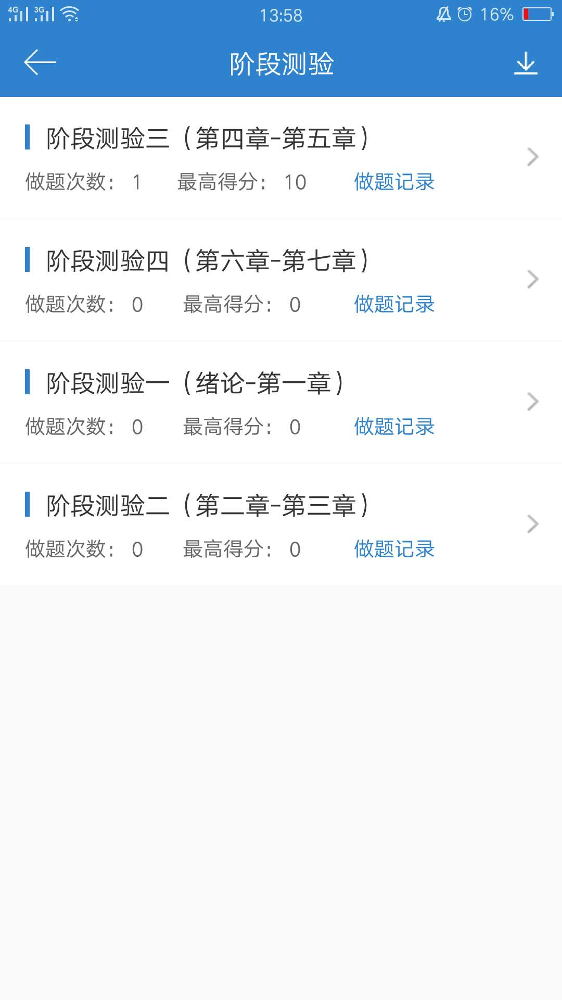 4G 3G 13:58 16%
阶段测验
阶段测验三（第四章-第五章）
做题次数： 1 最高得分： 10 做题记录
阶段测验四（第六章-第七章）
做题次数： 0 最高得分： 0 做题记录
阶段测验一（绪论-第一章）
做题次数： 0 最高得分： 0 做题记录
阶段测验二（第二章-第三章）
做题次数： 0 最高得分： 0 做题记录